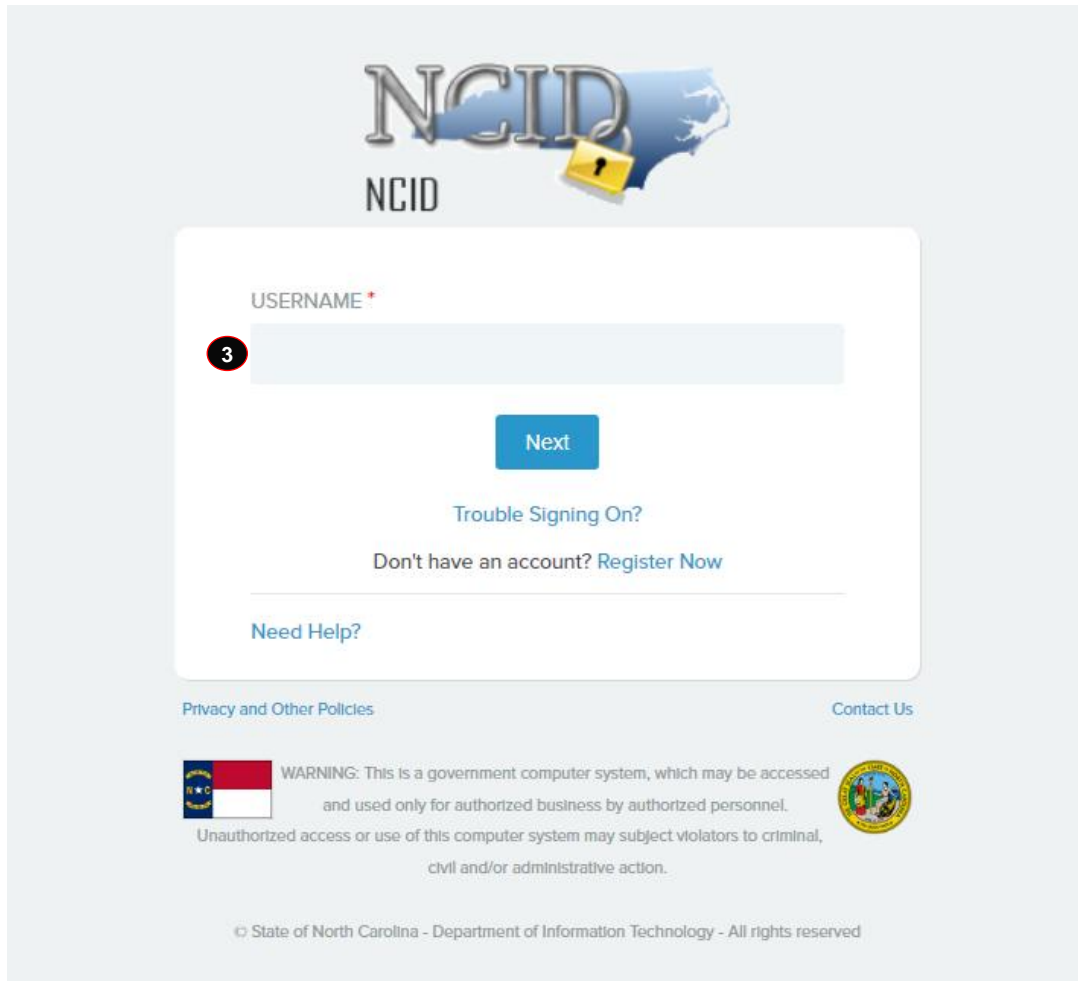 NCID
NCID
USERNAME *
3
Next
Trouble Signing On?
Don't have an account? Register Now
Need Help?
Privacy and Other Policies
Contact Us
N★C
WARNING: This is a government computer system, which may be accessed
and used only for authorized business by authorized personnel.
Unauthorized access or use of this computer system may subject violators to criminal,
civil and/or administrative action.
© State of North Carolina - Department of Information Technology - All rights reserved